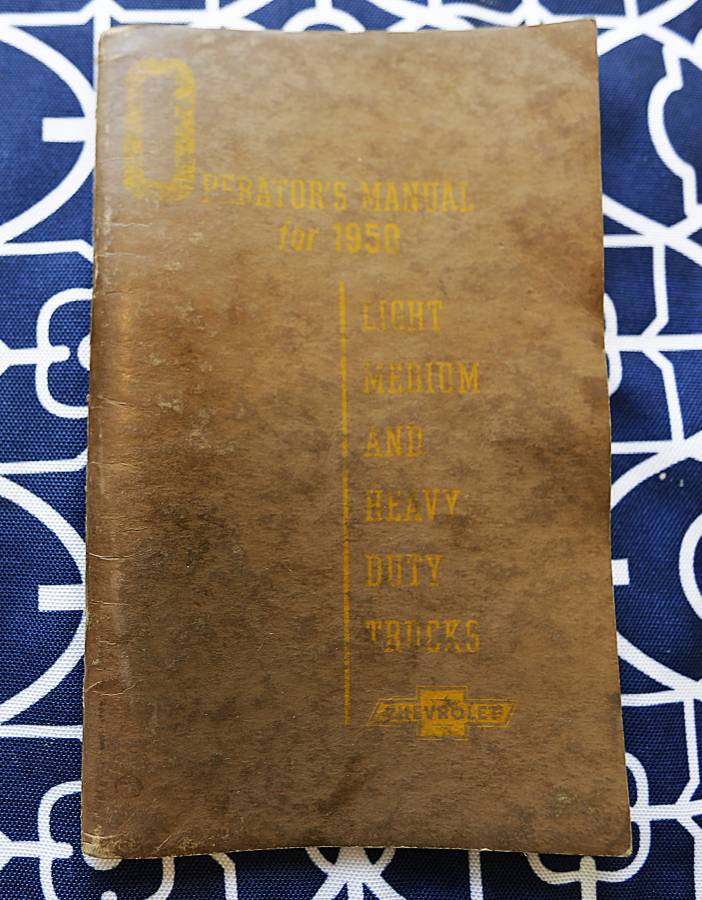 OPERATOR'S MANUAL
for 1950
LIGHT
MEDIUM
AND
HEAVY
DUTY
TRUCKS
CHEVROLET